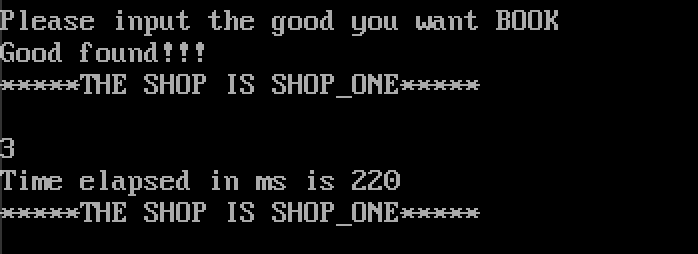 Please input the good you want BOOK
Good found!!!
*****THE SHOP IS SHOP_ONE*****
3
Time elapsed in ms is 220
*****THE SHOP IS SHOP_ONE*****